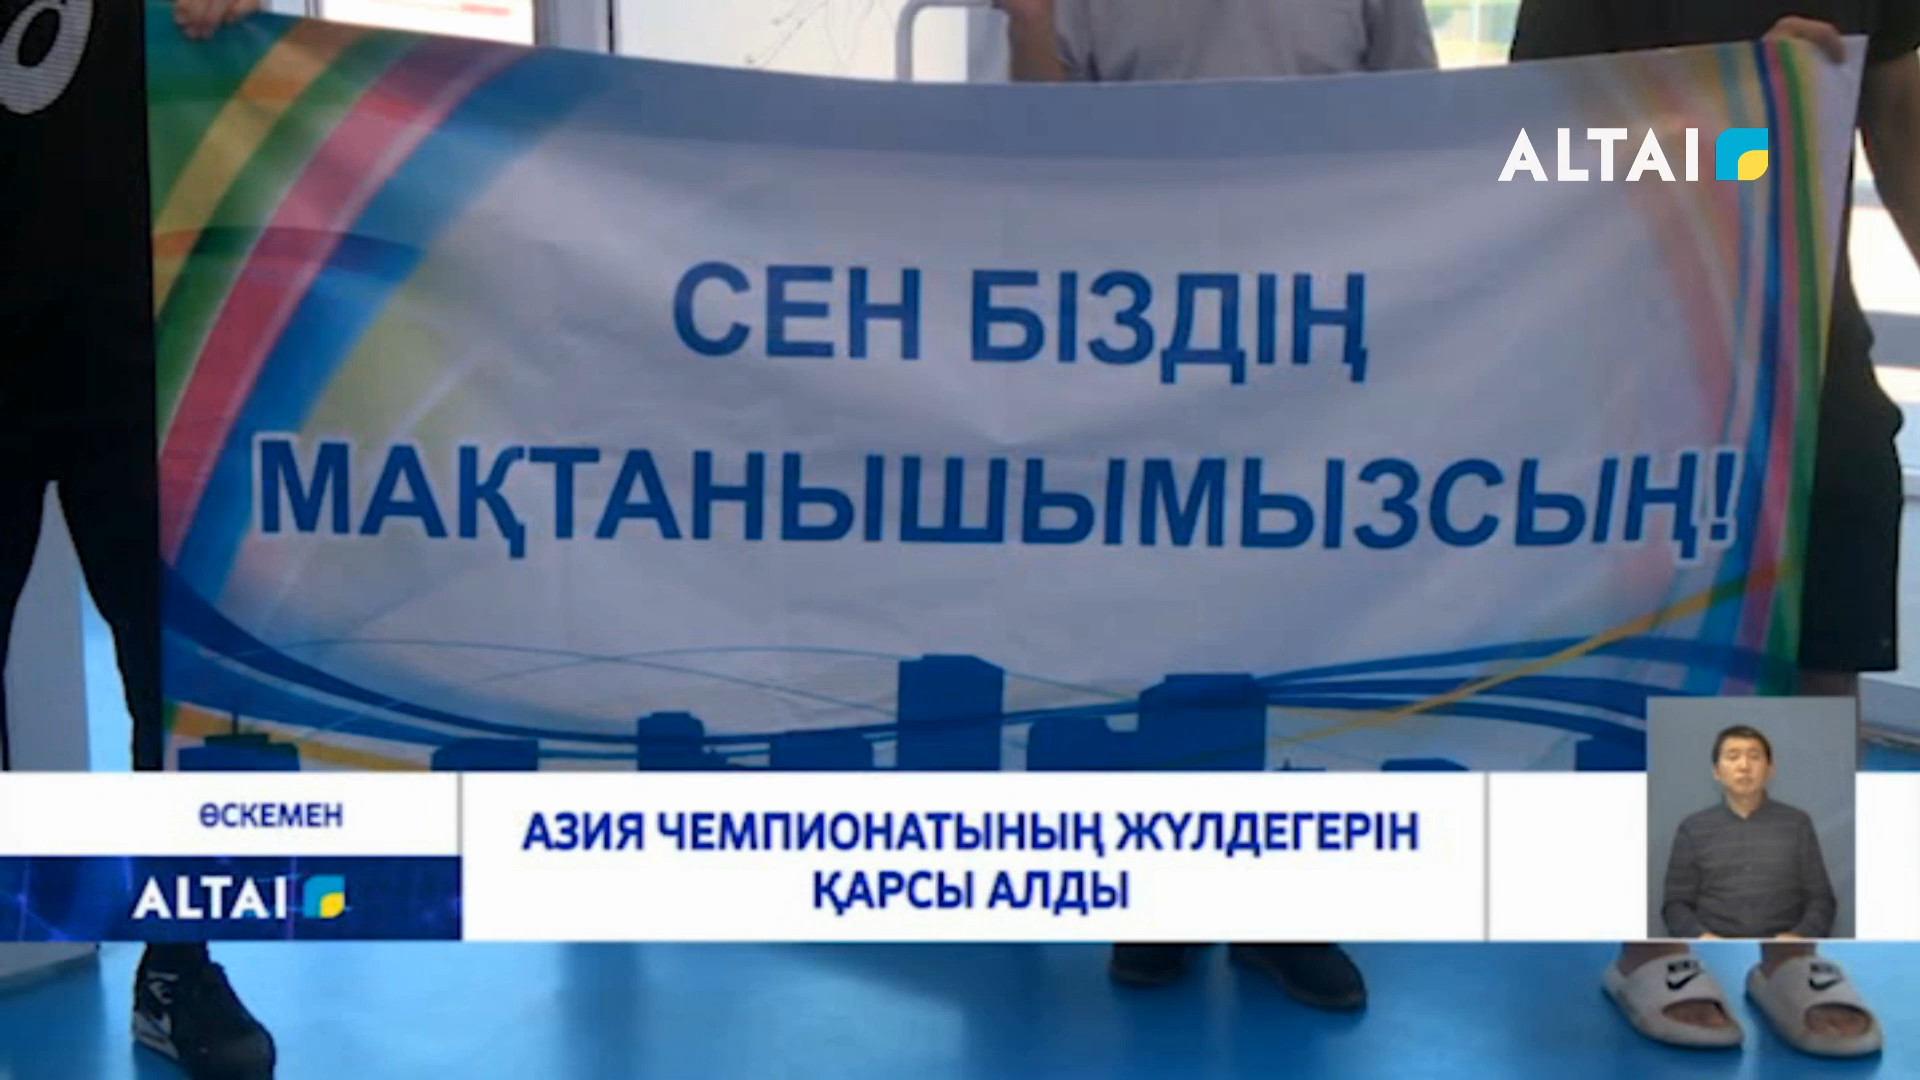 ALTAI
СЕН БІЗДІҢ
МАҚТАНЫШЫМЫЗСЫҢ!
ӨСКЕМЕН
ALTAI
АЗИЯ ЧЕМПИОНАТЫНЫҢ ЖҮЛДЕГЕРІН
ҚАРСЫ АЛДЫ